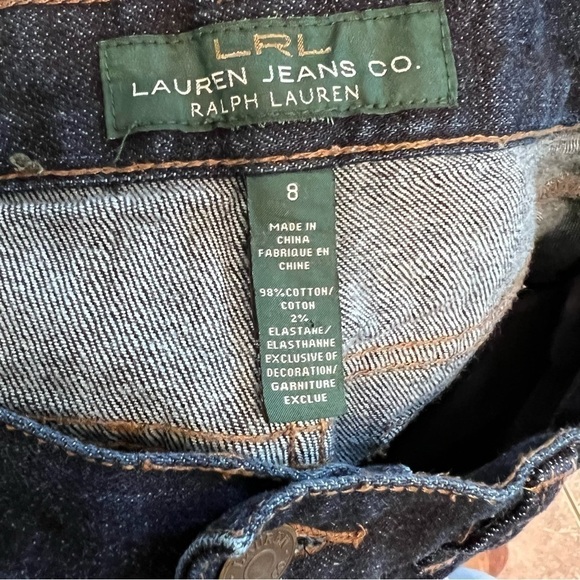 LRL
LAUREN JEANS CO.
RALPH LAUREN
8
MADE IN
CHINA
FABRIQUE EN
CHINE
98% COTTON/
COTON
2%
ELASTANE/
ELASTHANNE
EXCLUSIVE OF
DECORATION/
GARNITURE
EXCLUE